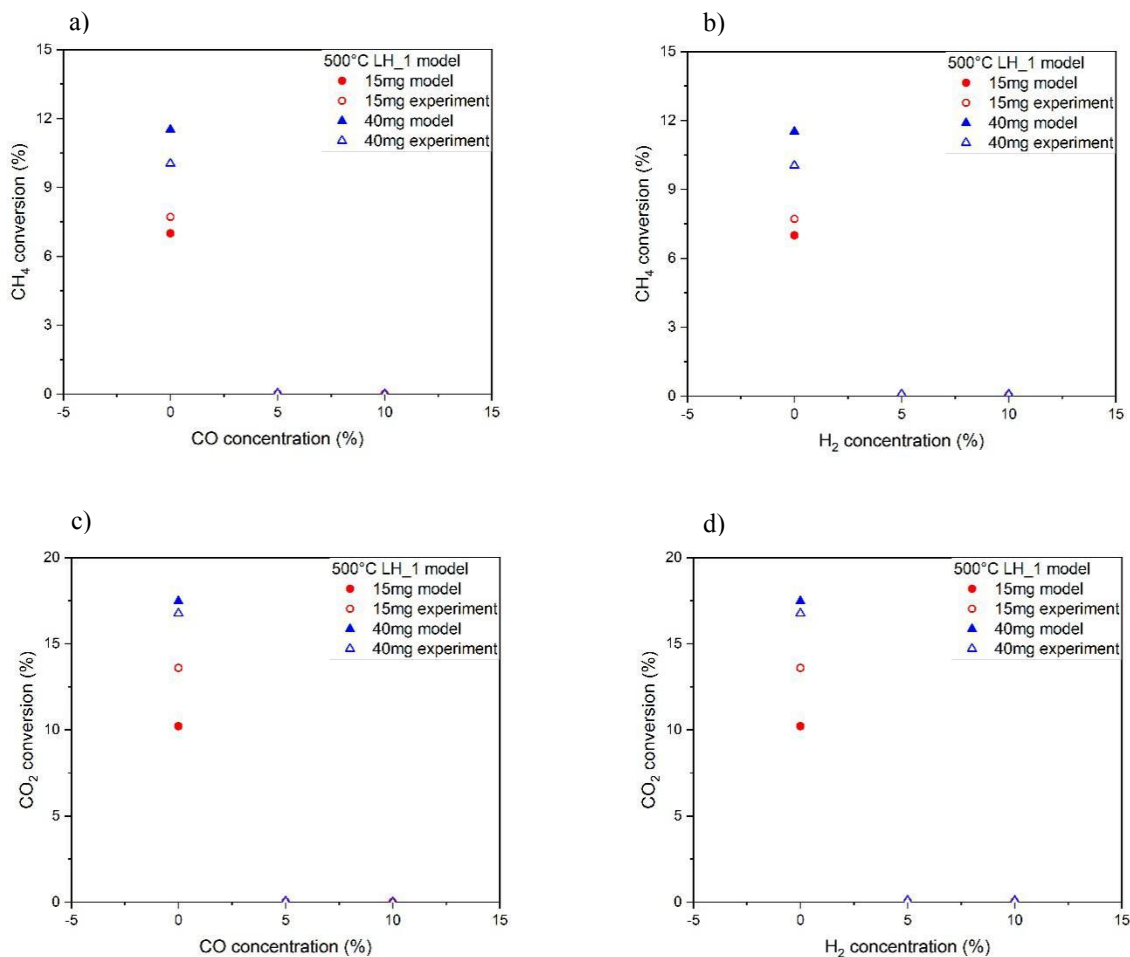 a)
15
12
9
6
3
0
-5
0
5
10
15
CH₄ conversion (%)
CO concentration (%)
500°C LH_1 model
15mg model
15mg experiment
40mg model
40mg experiment
b)
15
12
9
6
3
0
-5
0
5
10
15
CH₄ conversion (%)
H₂ concentration (%)
500°C LH_1 model
15mg model
15mg experiment
40mg model
40mg experiment
c)
20
15
10
5
0
-5
0
5
10
15
CO₂ conversion (%)
CO concentration (%)
500°C LH_1 model
15mg model
15mg experiment
40mg model
40mg experiment
d)
20
15
10
5
0
-5
0
5
10
15
CO₂ conversion (%)
H₂ concentration (%)
500°C LH_1 model
15mg model
15mg experiment
40mg model
40mg experiment